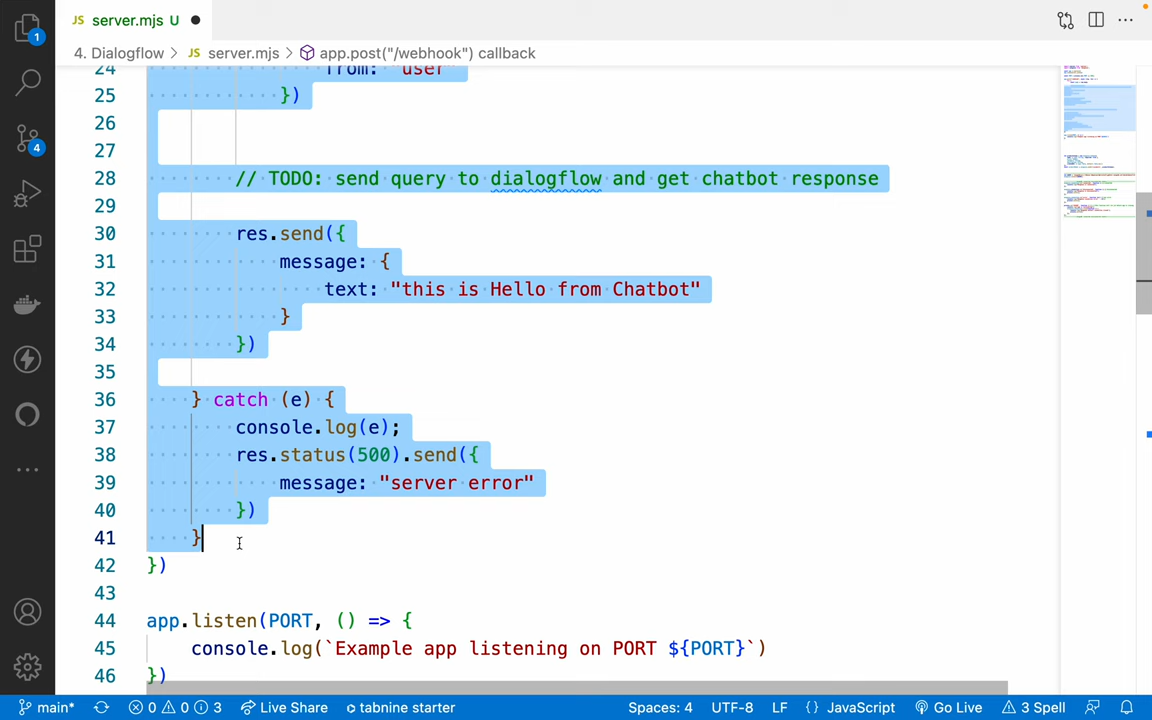 JS server.mjs U
4. Dialogflow > JS server.mjs > app.post("/webhook") callback
1
4
24 from: "user"
25 })
26
27
28 // TODO: send query to dialogflow and get chatbot response
29
30 res.send({
31 message: {
32 text: "this is Hello from Chatbot"
33 }
34 })
35
36 } catch (e) {
37 console.log(e);
38 res.status(500).send({
39 message: "server error"
40 })
41 }
42 })
43
44 app.listen(PORT, () => {
45 console.log(`Example app listening on PORT ${PORT}`)
46 })
main* 0 0 3 Live Share tabnine starter Spaces: 4 UTF-8 LF {} JavaScript Go Live 3 Spell